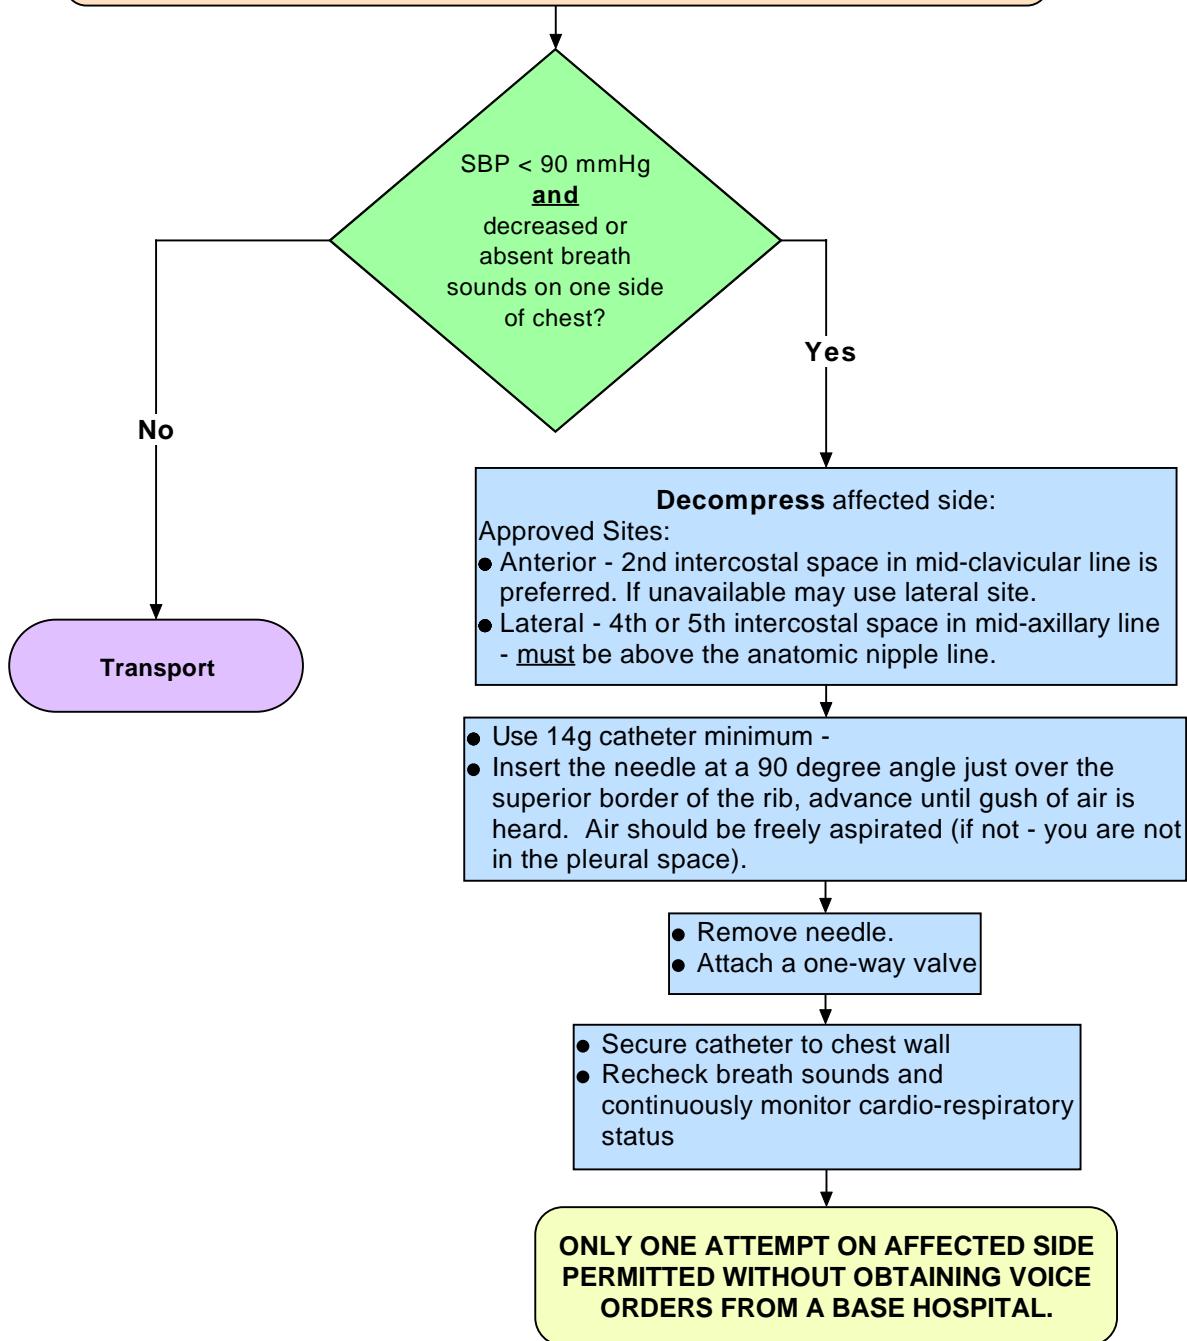 SBP < 90 mmHg
and
decreased or
absent breath
sounds on one side
of chest?
Yes
No
Decompress affected side:
Approved Sites:
● Anterior - 2nd intercostal space in mid-clavicular line is
preferred. If unavailable may use lateral site.
● Lateral - 4th or 5th intercostal space in mid-axillary line
- must be above the anatomic nipple line.
Transport
● Use 14g catheter minimum -
● Insert the needle at a 90 degree angle just over the
superior border of the rib, advance until gush of air is
heard.  Air should be freely aspirated (if not - you are not
in the pleural space).
● Remove needle.
● Attach a one-way valve
● Secure catheter to chest wall
● Recheck breath sounds and
continuously monitor cardio-respiratory
status
ONLY ONE ATTEMPT ON AFFECTED SIDE
PERMITTED WITHOUT OBTAINING VOICE
ORDERS FROM A BASE HOSPITAL.